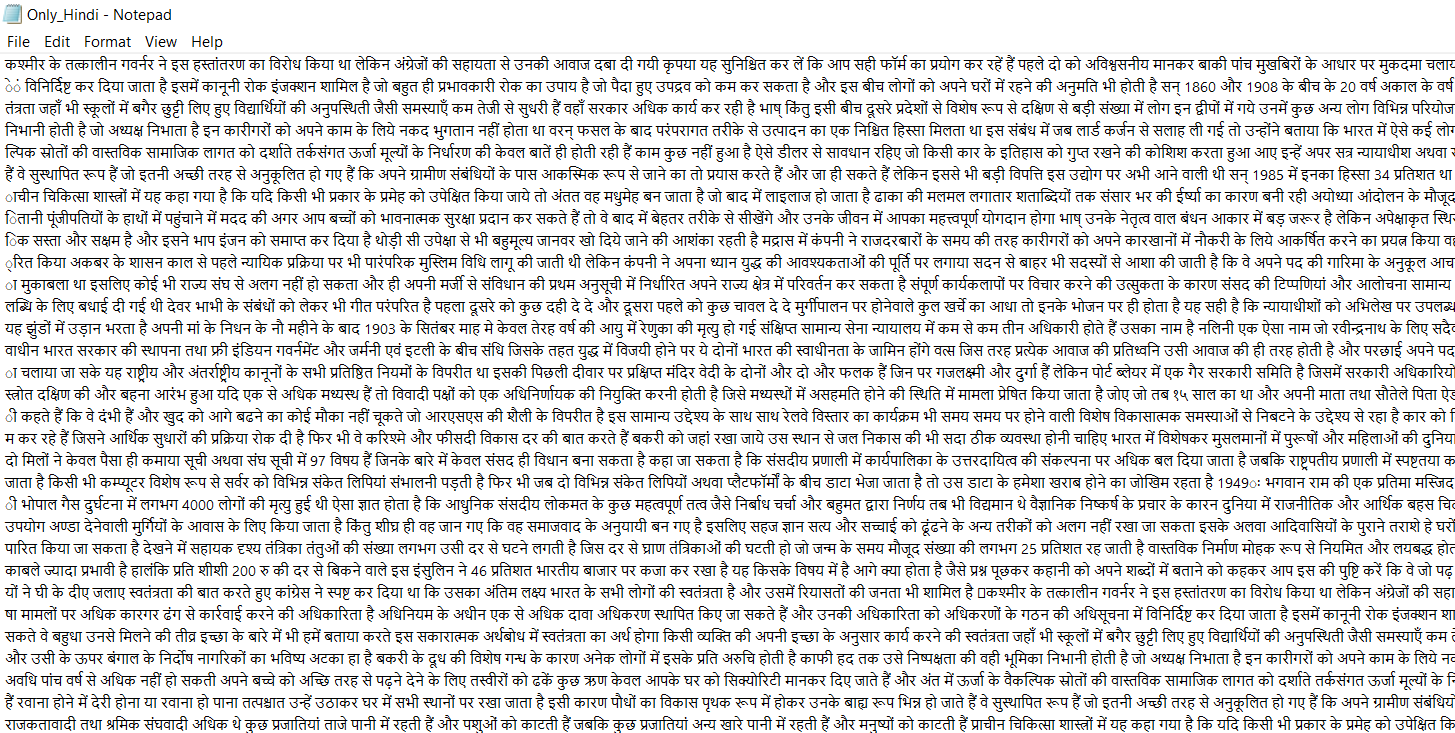 Only_Hindi - Notepad
File Edit Format View Help
कश्मीर के तत्कालीन गवर्नर ने इस हस्तांतरण का विरोध किया था लेकिन अंग्रेजों की सहायता से उनकी आवाज दबा दी गयी कृपया यह सुनिश्चित कर लें कि आप सही फॉर्म का प्रयोग कर रहें हैं पहले दो को अविश्वसनीय मानकर बाकी पांच मुखबिरों के आधार पर मुकदमा चलाय
विनिर्दिष्ट कर दिया जाता है इसमें कानूनी रोक इंजक्शन शामिल है जो बहुत ही प्रभावकारी रोक का उपाय है जो पैदा हुए उपद्रव को कम कर सकता है और इस बीच लोगों को अपने घरों में रहने की अनुमति भी होती है सन् 1860 और 1908 के बीच के 20 वर्ष अकाल के वर्ष
तंत्रता जहाँ भी स्कूलों में बगैर छुट्टी लिए हुए विद्यार्थियों की अनुपस्थिती जैसी समस्याएँ कम तेजी से सुधरी हैं वहाँ सरकार अधिक कार्य कर रही है भाष् किंतु इसी बीच दूसरे प्रदेशों से विशेष रूप से दक्षिण से बड़ी संख्या में लोग इन द्वीपों में गये उनमें कुछ अन्य लोग विभिन्न परियोज
निभानी होती है जो अध्यक्ष निभाता है इन कारीगरों को अपने काम के लिये नकद भुगतान नहीं होता था वरन् फसल के बाद परंपरागत तरीके से उत्पादन का एक निश्चित हिस्सा मिलता था इस संबंध में जब लार्ड कर्जन से सलाह ली गई तो उन्होंने बताया कि भारत में ऐसे कई लोग
ल्पिक स्रोतों की वास्तविक सामाजिक लागत को दर्शाते तर्कसंगत ऊर्जा मूल्यों के निर्धारण की केवल बातें ही होती रही हैं काम कुछ नहीं हुआ है ऐसे डीलर से सावधान रहिए जो किसी कार के इतिहास को गुप्त रखने की कोशिश करता हुआ आए इन्हें अपर सत्र न्यायाधीश अथवा र
हैं वे सुस्थापित रूप हैं जो इतनी अच्छी तरह से अनुकूलित हो गए हैं कि अपने ग्रामीण संबंधियों के पास आकस्मिक रूप से जाने का तो प्रयास करते हैं और जा ही सकते हैं लेकिन इससे भी बड़ी विपत्ति इस उद्योग पर अभी आने वाली थी सन् 1985 में इनका हिस्सा 34 प्रतिशत था
ाचीन चिकित्सा शास्त्रों में यह कहा गया है कि यदि किसी भी प्रकार के प्रमेह को उपेक्षित किया जाये तो अंतत वह मधुमेह बन जाता है जो बाद में लाइलाज हो जाता है ढाका की मलमल लगातार शताब्दियों तक संसार भर की ईर्ष्या का कारण बनी रही अयोध्या आंदोलन के मौजूद
ितानी पूंजीपतियों के हाथों में पहुंचाने में मदद की अगर आप बच्चों को भावनात्मक सुरक्षा प्रदान कर सकते हैं तो वे बाद में बेहतर तरीके से सीखेंगे और उनके जीवन में आपका महत्त्वपूर्ण योगदान होगा भाष् उनके नेतृत्व वाल बंधन आकार में बड़ जरूर है लेकिन अपेक्षाकृत स्थि
िक सस्ता और सक्षम है और इसने भाप इंजन को समाप्त कर दिया है थोड़ी सी उपेक्षा से भी बहुमूल्य जानवर खो दिये जाने की आशंका रहती है मद्रास में कंपनी ने राजदरबारों के समय की तरह कारीगरों को अपने कारखानों में नौकरी के लिये आकर्षित करने का प्रयत्न किया वह
्रित किया अकबर के शासन काल से पहले न्यायिक प्रक्रिया पर भी पारंपरिक मुस्लिम विधि लागू की जाती थी लेकिन कंपनी ने अपना ध्यान युद्ध की आवश्यकताओं की पूर्ति पर लगाया सदन से बाहर भी सदस्यों से आशा की जाती है कि वे अपने पद की गारिमा के अनुकूल आच
ा मुकाबला था इसलिए कोई भी राज्य संघ से अलग नहीं हो सकता और ही अपनी मर्जी से संविधान की प्रथम अनुसूची में निर्धारित अपने राज्य क्षेत्र में परिवर्तन कर सकता है संपूर्ण कार्यकलापों पर विचार करने की उत्सुकता के कारण संसद की टिप्पणियां और आलोचना सामान्य
लब्धि के लिए बधाई दी गई थी देवर भाभी के संबंधों को लेकर भी गीत परंपरित है पहला दूसरे को कुछ दही दे दे और दूसरा पहले को कुछ चावल दे दे मुर्गीपालन पर होनेवाले कुल खर्चे का आधा तो इनके भोजन पर ही होता है यह सही है कि न्यायाधीशों को अभिलेख पर उपलब्ध
यह झुंडों में उड़ान भरता है अपनी मां के निधन के नौ महीने के बाद 1903 के सितंबर माह मे केवल तेरह वर्ष की आयु में रेणुका की मृत्यु हो गई संक्षिप्त सामान्य सेना न्यायालय में कम से कम तीन अधिकारी होते हैं उसका नाम है नलिनी एक ऐसा नाम जो रवीन्द्रनाथ के लिए सदैव
वाधीन भारत सरकार की स्थापना तथा फ्री इंडियन गवर्नमेंट और जर्मनी एवं इटली के बीच संधि जिसके तहत युद्ध में विजयी होने पर ये दोनों भारत की स्वाधीनता के जामिन होंगे वत्स जिस तरह प्रत्येक आवाज की प्रतिध्वनि उसी आवाज की ही तरह होती है और परछाई अपने पद
ा चलाया जा सके यह राष्ट्रीय और अंतर्राष्ट्रीय कानूनों के सभी प्रतिष्ठित नियमों के विपरीत था इसकी पिछली दीवार पर प्रक्षिप्त मंदिर वेदी के दोनों और दो और फलक हैं जिन पर गजलक्ष्मी और दुर्गा हैं लेकिन पोर्ट ब्लेयर में एक गैर सरकारी समिति है जिसमें सरकारी अधिकारियो
स्त्रोत दक्षिण की और बहना आरंभ हुआ यदि एक से अधिक मध्यस्थ हैं तो विवादी पक्षों को एक अधिनिर्णायक की नियुक्ति करनी होती है जिसे मध्यस्थों में असहमति होने की स्थिति में मामला प्रेषित किया जाता है जोए जो तब १५ साल का था और अपनी माता तथा सौतेले पिता ऐड
ी कहते हैं कि वे दंभी हैं और खुद को आगे बढने का कोई मौका नहीं चूकते जो आरएसएस की शैली के विपरीत है इस सामान्य उद्देश्य के साथ साथ रेलवे विस्तार का कार्यक्रम भी समय समय पर होने वाली विशेष विकासात्मक समस्याओं से निबटने के उद्देश्य से रहा है कार को ि
म कर रहे हैं जिसने आर्थिक सुधारों की प्रक्रिया रोक दी है फिर भी वे करिश्मे और फीसदी विकास दर की बात करते हैं बकरी को जहां रखा जाये उस स्थान से जल निकास की भी सदा ठीक व्यवस्था होनी चाहिए भारत में विशेषकर मुसलमानों में पुरूषों और महिलाओं की दुनिया
दो मिलों ने केवल पैसा ही कमाया सूची अथवा संघ सूची में 97 विषय हैं जिनके बारे में केवल संसद ही विधान बना सकता है कहा जा सकता है कि संसदीय प्रणाली में कार्यपालिका के उत्तरदायित्व की संकल्पना पर अधिक बल दिया जाता है जबकि राष्ट्रपतीय प्रणाली में स्पष्टतया क
जाता है किसी भी कम्प्यूटर विशेष रूप से सर्वर को विभिन्न संकेत लिपियां संभालनी पड़ती है फिर भी जब दो विभिन्न संकेत लिपियों अथवा प्लैटफॉर्मों के बीच डाटा भेजा जाता है तो उस डाटा के हमेशा खराब होने का जोखिम रहता है 1949ः भगवान राम की एक प्रतिमा मस्जिद
ी भोपाल गैस दुर्घटना में लगभग 4000 लोगों की मृत्यु हुई थी ऐसा ज्ञात होता है कि आधुनिक संसदीय लोकमत के कुछ महत्वपूर्ण तत्व जैसे निर्बाध चर्चा और बहुमत द्वारा निर्णय तब भी विद्यमान थे वैज्ञानिक निष्कर्ष के प्रचार के कारन दुनिया में राजनीतिक और आर्थिक बहस चि
उपयोग अण्डा देनेवाली मुर्गियों के आवास के लिए किया जाता है किंतु शीघ्र ही वह जान गए कि वह समाजवाद के अनुयायी बन गए है इसलिए सहज ज्ञान सत्य और सच्चाई को ढूंढने के अन्य तरीकों को अलग नहीं रखा जा सकता इसके अलवा आदिवासियों के पुराने तराशे हे घरों
पारित किया जा सकता है देखने में सहायक दृश्य तंत्रिका तंतुओं की संख्या लगभग उसी दर से घटने लगती है जिस दर से घ्राण तंत्रिकाओं की घटती हो जो जन्म के समय मौजूद संख्या की लगभग 25 प्रतिशत रह जाती है वास्तविक निर्माण मोहक रूप से नियमित और लयबद्ध होत
काबले ज्यादा प्रभावी है हालंकि प्रति शीशी 200 रु की दर से बिकने वाले इस इंसुलिन ने 46 प्रतिशत भारतीय बाजार पर कजा कर रखा है यह किसके विषय में है आगे क्या होता है जैसे प्रश्न पूछकर कहानी को अपने शब्दों में बताने को कहकर आप इस की पुष्टि करें कि वे जो पढ़
यों ने घी के दीए जलाए स्वतंत्रता की बात करते हुए कांग्रेस ने स्पष्ट कर दिया था कि उसका अंतिम लक्ष्य भारत के सभी लोगों की स्वतंत्रता है और उसमें रियासतों की जनता भी शामिल है कश्मीर के तत्कालीन गवर्नर ने इस हस्तांतरण का विरोध किया था लेकिन अंग्रेजों की सहा
षा मामलों पर अधिक कारगर ढंग से कार्रवाई करने की अधिकारिता है अधिनियम के अधीन एक से अधिक दावा अधिकरण स्थापित किए जा सकते हैं और उनकी अधिकारिता को अधिकरणों के गठन की अधिसूचना में विनिर्दिष्ट कर दिया जाता है इसमें कानूनी रोक इंजक्शन शा
सकते वे बहुधा उनसे मिलने की तीव्र इच्छा के बारे में भी हमें बताया करते इस सकारात्मक अर्थबोध में स्वतंत्रता का अर्थ होगा किसी व्यक्ति की अपनी इच्छा के अनुसार कार्य करने की स्वतंत्रता जहाँ भी स्कूलों में बगैर छुट्टी लिए हुए विद्यार्थियों की अनुपस्थिती जैसी समस्याएँ कम
और उसी के ऊपर बंगाल के निर्दोष नागरिकों का भविष्य अटका हा है बकरी के दूध की विशेष गन्ध के कारण अनेक लोगों में इसके प्रति अरुचि होती है काफी हद तक उसे निष्पक्षता की वही भूमिका निभानी होती है जो अध्यक्ष निभाता है इन कारीगरों को अपने काम के लिये नक
अवधि पांच वर्ष से अधिक नहीं हो सकती अपने बच्चे को अच्छि तरह से पढ़ने देने के लिए तस्वीरों को ढकें कुछ ऋण केवल आपके घर को सिक्योरिटी मानकर दिए जाते हैं और अंत में ऊर्जा के वैकल्पिक स्रोतों की वास्तविक सामाजिक लागत को दर्शाते तर्कसंगत ऊर्जा मूल्यों के नि
हैं रवाना होने में देरी होना या रवाना हो पाना तत्पश्चात उन्हें उठाकर घर में सभी स्थानों पर रखा जाता है इसी कारण पौधों का विकास पृथक रूप में होकर उनके बाह्य रूप भिन्न हो जाते हैं वे सुस्थापित रूप हैं जो इतनी अच्छी तरह से अनुकूलित हो गए हैं कि अपने ग्रामीण संबंधियो
राजकतावादी तथा श्रमिक संघवादी अधिक थे कुछ प्रजातियां ताजे पानी में रहती हैं और पशुओं को काटती हैं जबकि कुछ प्रजातियां अन्य खारे पानी में रहती हैं और मनुष्यों को काटती हैं प्राचीन चिकित्सा शास्त्रों में यह कहा गया है कि यदि किसी भी प्रकार के प्रमेह को उपेक्षित कि